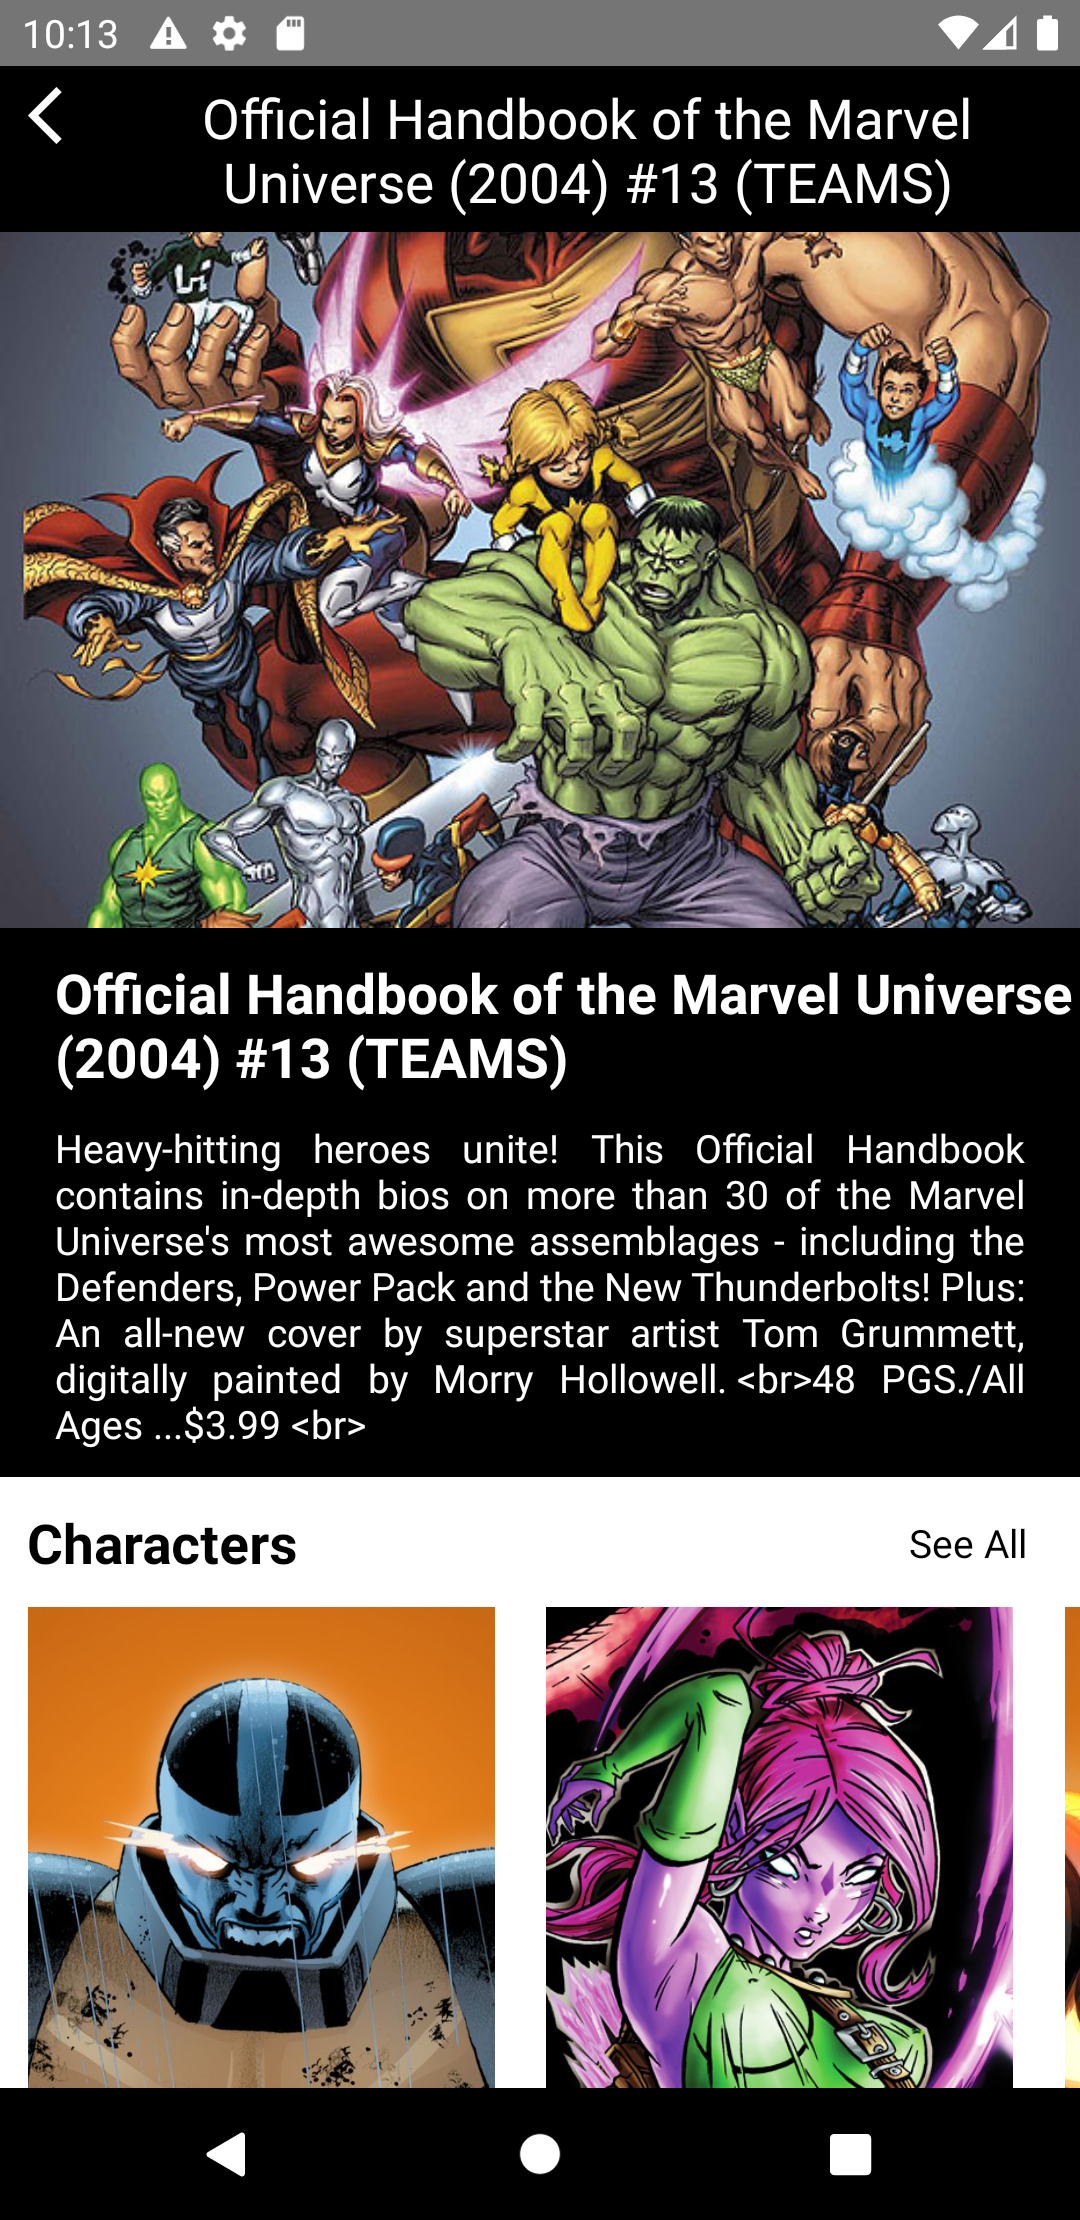 10:13
Official Handbook of the Marvel
Universe (2004) #13 (TEAMS)
Official Handbook of the Marvel Universe
(2004) #13 (TEAMS)
Heavy-hitting heroes unite! This Official Handbook
contains in-depth bios on more than 30 of the Marvel
Universe's most awesome assemblages - including the
Defenders, Power Pack and the New Thunderbolts! Plus:
An all-new cover by superstar artist Tom Grummett,
digitally painted by Morry Hollowell. <br>48 PGS./All
Ages ...$3.99 <br>
Characters
See All